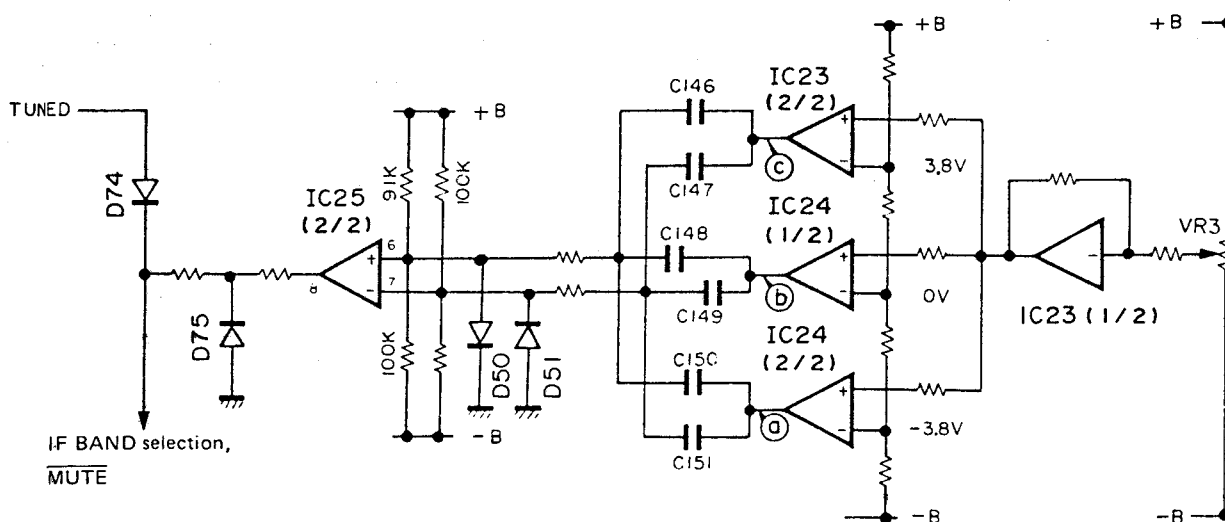 TUNED
D74
D75
IF BAND selection,
MUTE
8
IC25
(2/2)
+B
91K
100K
100K
6
+
7
−
−B
D50
D51
C146
C147
C148
C149
C150
C151
IC23
(2/2)
+
−
c
IC24
(1/2)
+
−
b
IC24
(2/2)
+
−
a
+B
3.8V
0V
-3.8V
−B
−
IC23 (1/2)
VR3
+B
−B